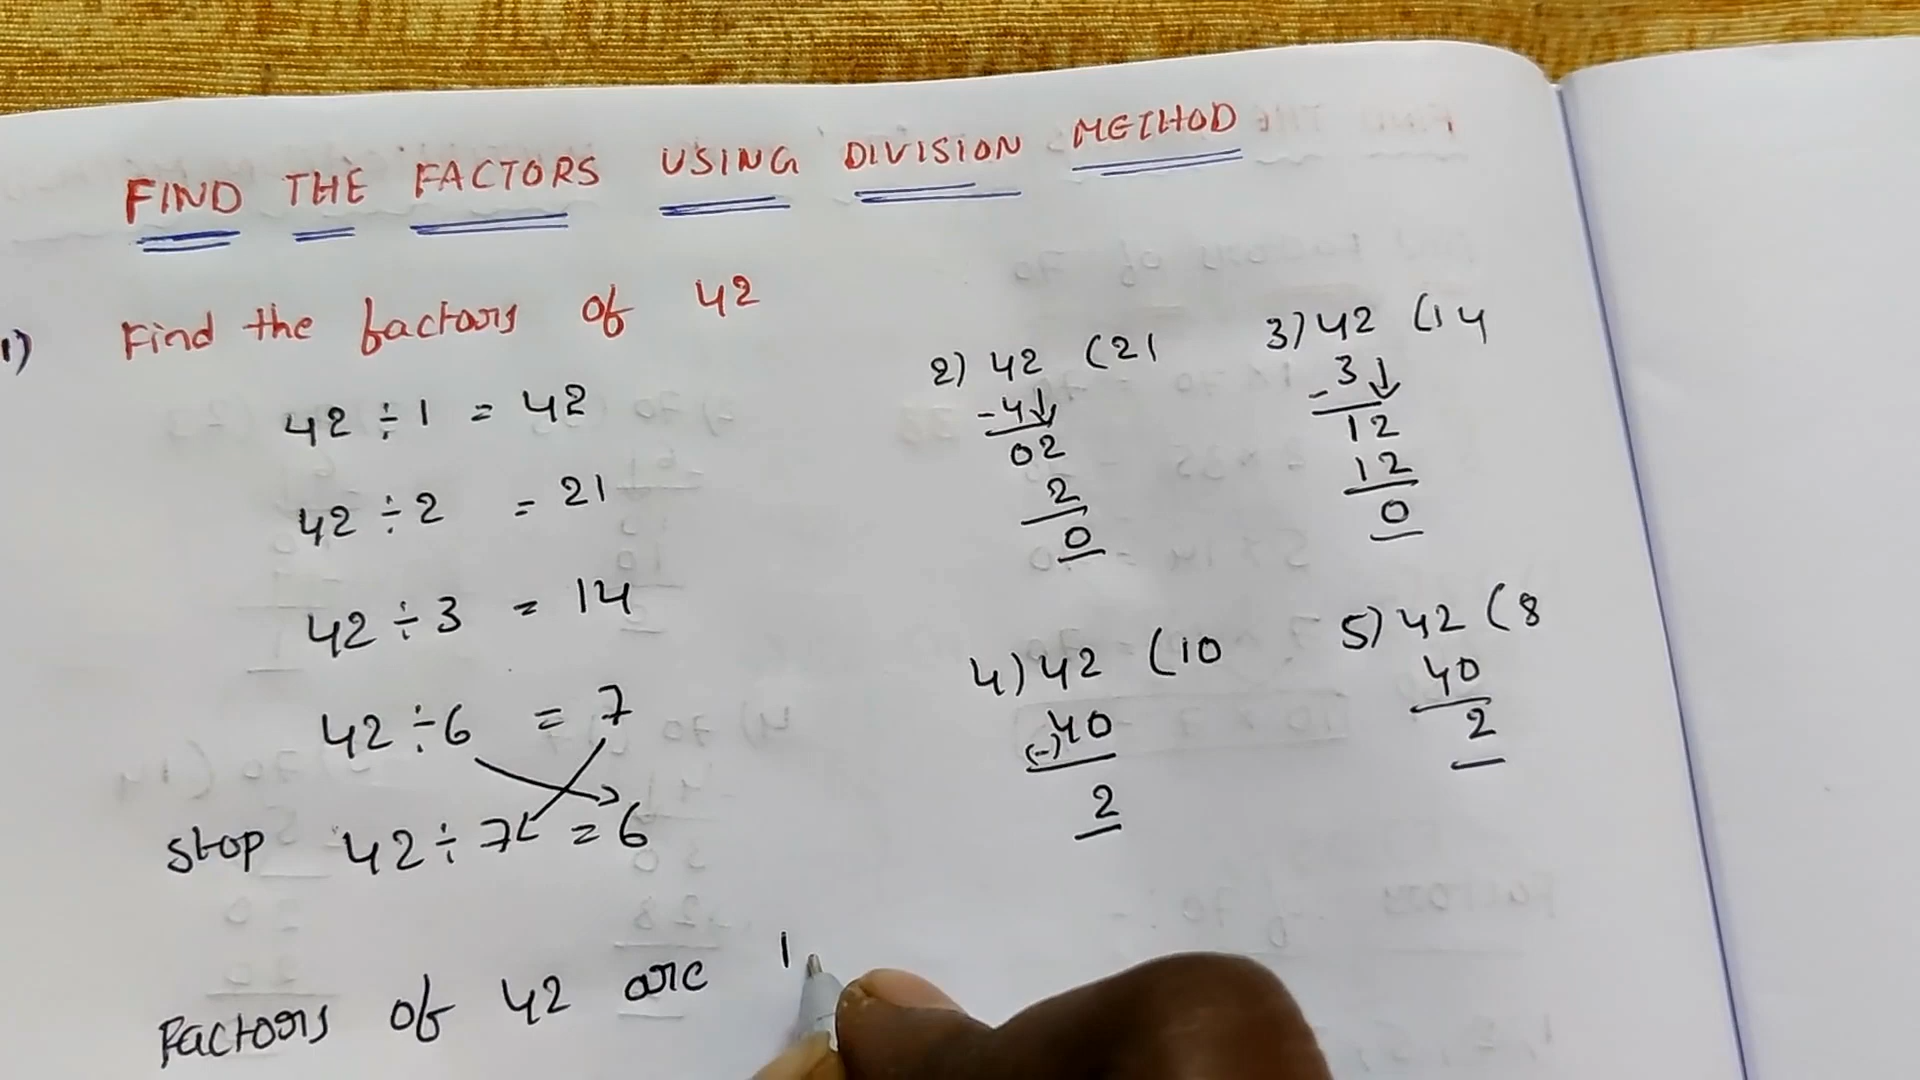 FIND THE FACTORS USING DIVISION METHOD
1) Find the factors of 42
42 ÷ 1 = 42
42 ÷ 2 = 21
42 ÷ 3 = 14
42 ÷ 6 = 7
stop 42 ÷ 7 = 6
Factors of 42 are 1
2) 42 (21
-4↓
02
2
0
3) 42 (14
-3↓
12
12
0
4) 42 (10
(-) 40
2
5) 42 (8
40
2